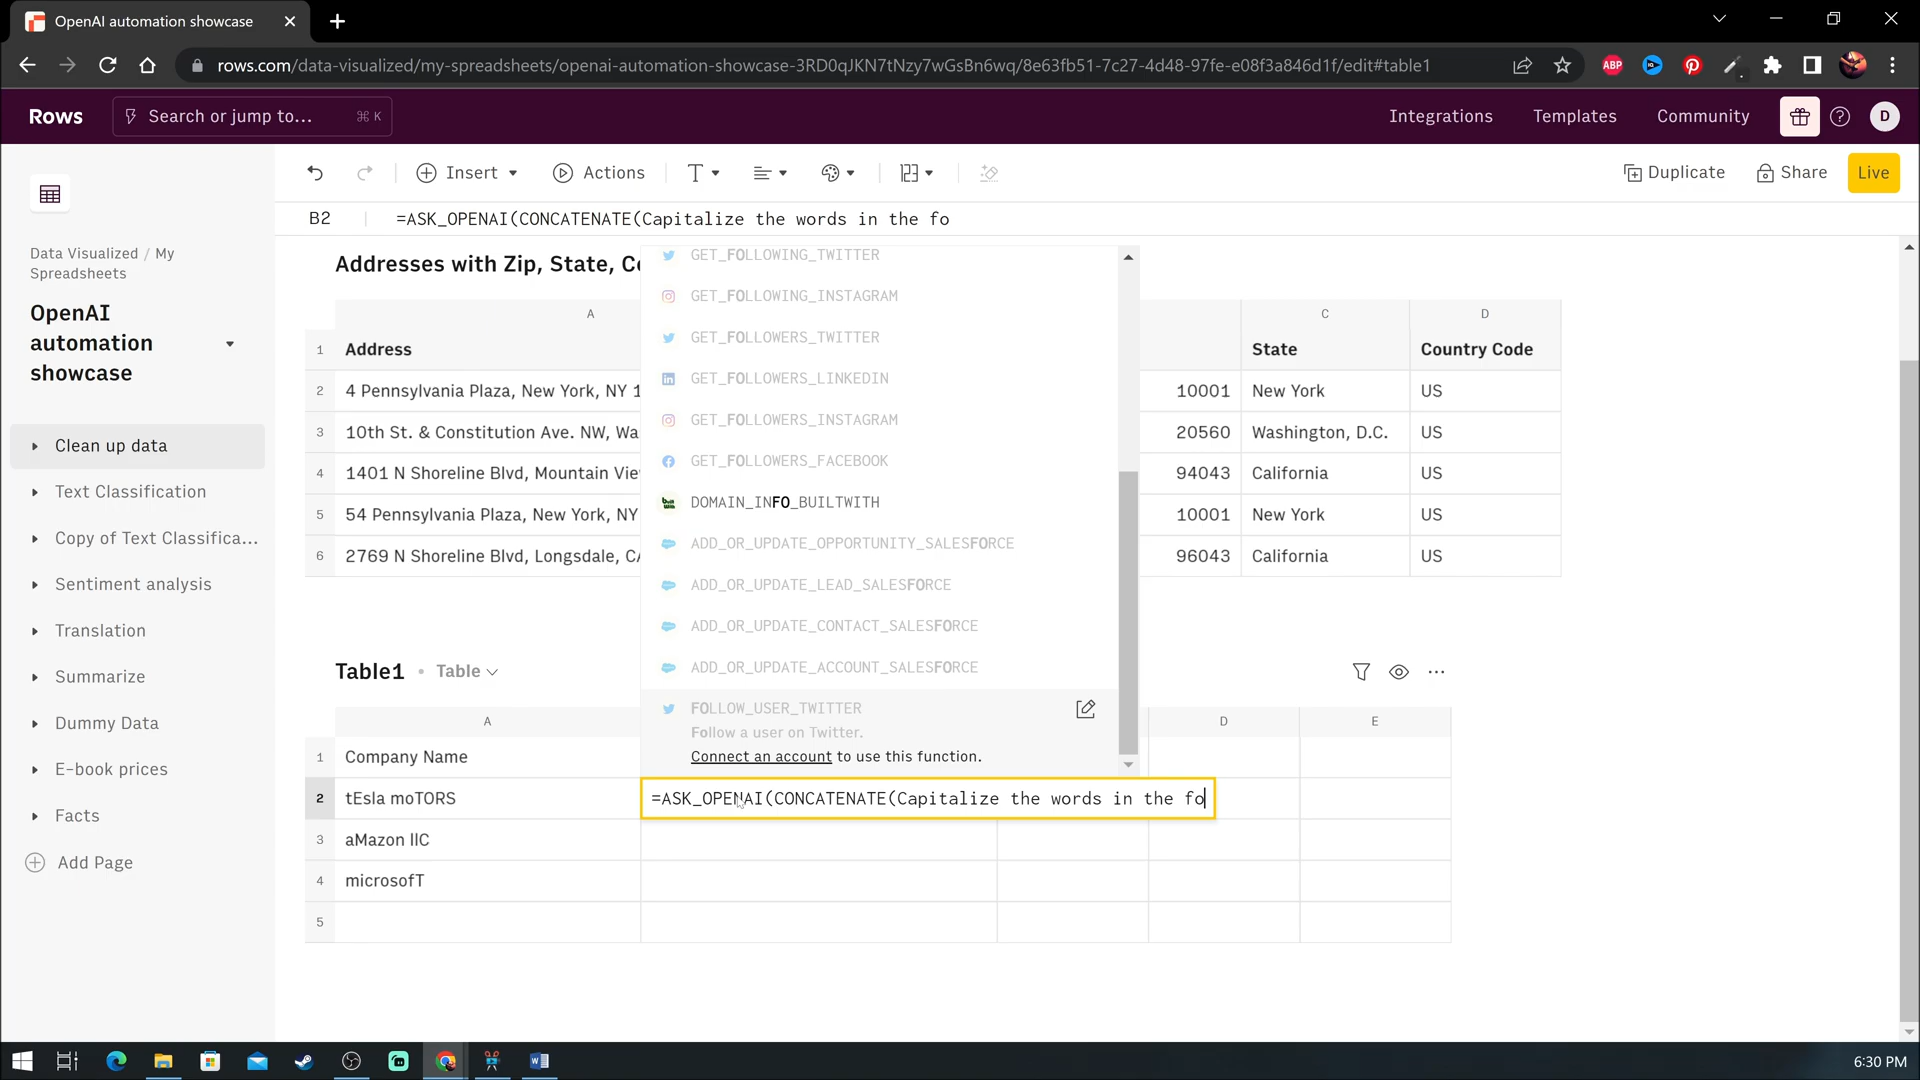 OpenAI automation showcase
rows.com/data-visualized/my-spreadsheets/openai-automation-showcase-3RD0qJKN7tNzy7wGsBn6wq/8e63fb51-7c27-4d48-97fe-e08f3a846d1f/edit#table1
ABP
Rows
Search or jump to...
⌘ K
Integrations
Templates
Community
D
Insert
Actions
Duplicate
Share
Live
B2
=ASK_OPENAI(CONCATENATE(Capitalize the words in the fo
Data Visualized / My
Spreadsheets
OpenAI
automation
showcase
Clean up data
Text Classification
Copy of Text Classifica...
Sentiment analysis
Translation
Summarize
Dummy Data
E-book prices
Facts
Add Page
Addresses with Zip, State, Co
A
C
D
1 Address State Country Code
2 4 Pennsylvania Plaza, New York, NY 1 10001 New York US
3 10th St. & Constitution Ave. NW, Wa 20560 Washington, D.C. US
4 1401 N Shoreline Blvd, Mountain Vie 94043 California US
5 54 Pennsylvania Plaza, New York, NY 10001 New York US
6 2769 N Shoreline Blvd, Longsdale, CA 96043 California US
GET_FOLLOWING_TWITTER
GET_FOLLOWING_INSTAGRAM
GET_FOLLOWERS_TWITTER
GET_FOLLOWERS_LINKEDIN
GET_FOLLOWERS_INSTAGRAM
GET_FOLLOWERS_FACEBOOK
DOMAIN_INFO_BUILTWITH
ADD_OR_UPDATE_OPPORTUNITY_SALESFORCE
ADD_OR_UPDATE_LEAD_SALESFORCE
ADD_OR_UPDATE_CONTACT_SALESFORCE
ADD_OR_UPDATE_ACCOUNT_SALESFORCE
FOLLOW_USER_TWITTER
Follow a user on Twitter.
Connect an account to use this function.
Table1 • Table
A
D
E
1 Company Name
2 tEsla moTORS =ASK_OPENAI(CONCATENATE(Capitalize the words in the fo
3 aMazon llC
4 microsofT
5
6:30 PM